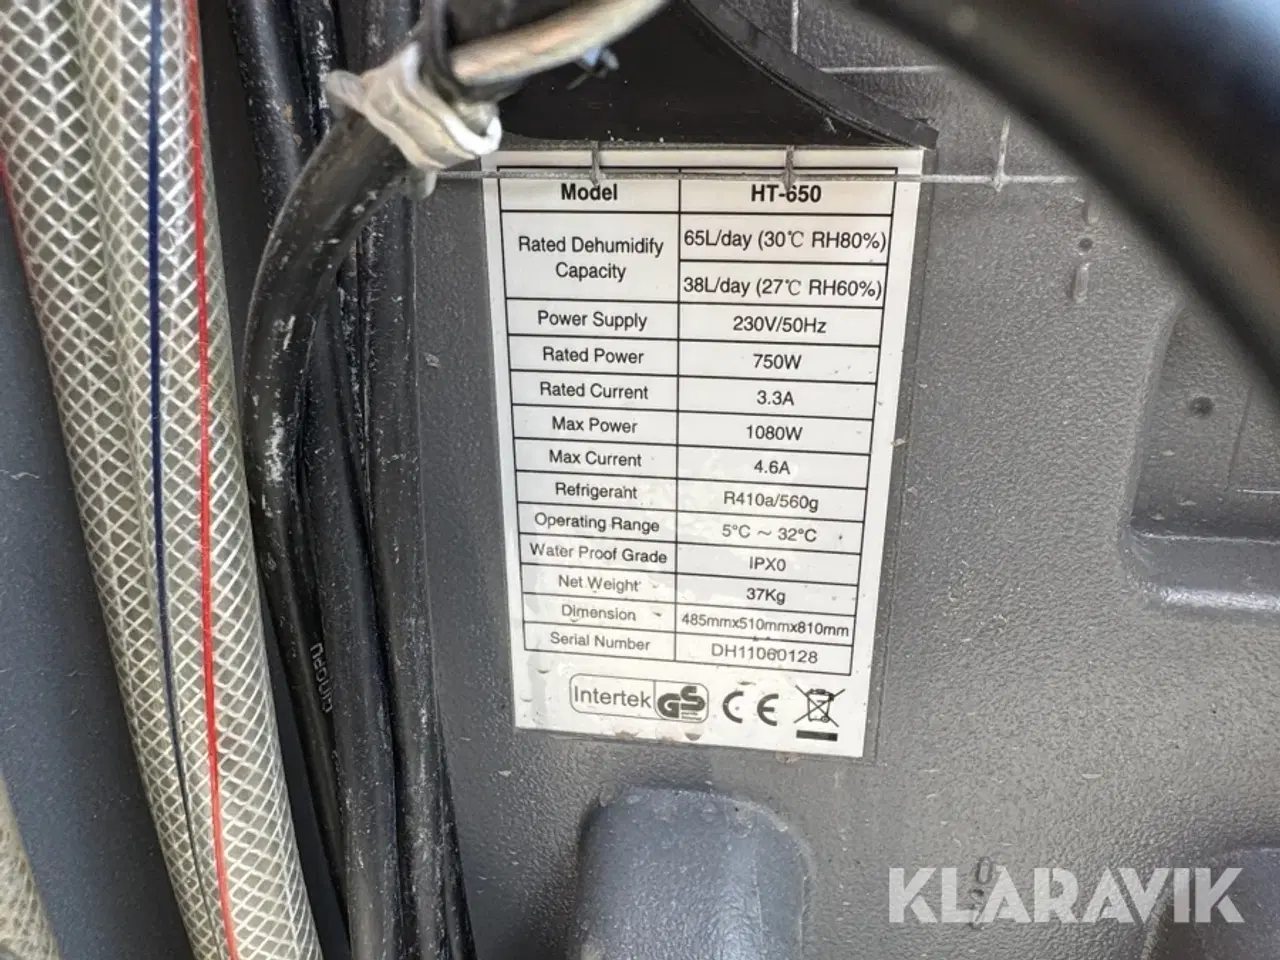 Model HT-650
Rated Dehumidify Capacity 65L/day (30℃ RH80%)
38L/day (27℃ RH60%)
Power Supply 230V/50Hz
Rated Power 750W
Rated Current 3.3A
Max Power 1080W
Max Current 4.6A
Refrigerant R410a/560g
Operating Range 5°C ~ 32°C
Water Proof Grade IPX0
Net Weight 37Kg
Dimension 485mmx510mmx810mm
Serial Number DH11060128
Intertek GS CE
KLARAVIK